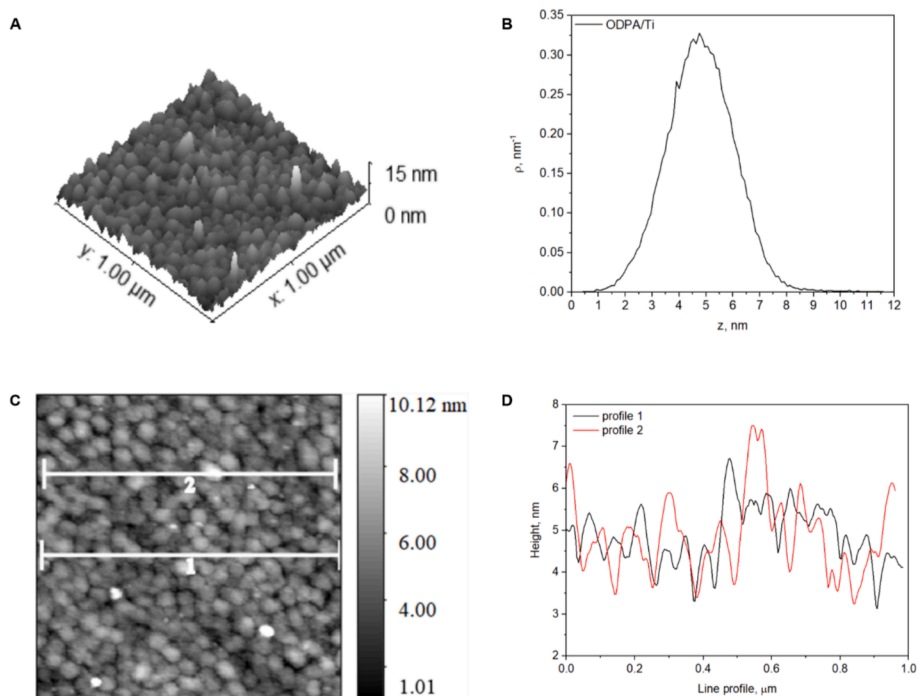 A
15 nm
0 nm
y: 1.00 µm
x: 1.00 µm
B
ODPA/Ti
0.35
0.30
0.25
0.20
0.15
0.10
0.05
0.00
ρ, nm⁻¹
0 1 2 3 4 5 6 7 8 9 10 11 12
z, nm
C
10.12 nm
8.00
6.00
4.00
1.01
2
1
D
profile 1
profile 2
8
7
6
5
4
3
2
Height, nm
0.0 0.2 0.4 0.6 0.8 1.0
Line profile, µm